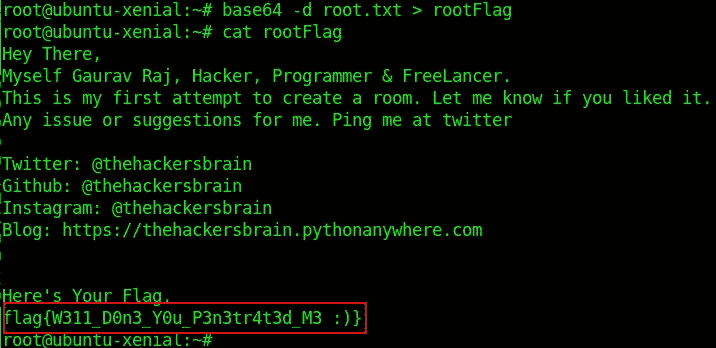 root@ubuntu-xenial:~# base64 -d root.txt > rootFlag
root@ubuntu-xenial:~# cat rootFlag
Hey There,
Myself Gaurav Raj, Hacker, Programmer & FreeLancer.
This is my first attempt to create a room. Let me know if you liked it.
Any issue or suggestions for me. Ping me at twitter
Twitter: @thehackersbrain
Github: @thehackersbrain
Instagram: @thehackersbrain
Blog: https://thehackersbrain.pythonanywhere.com
Here's Your Flag.
flag{W311_D0n3_Y0u_P3n3tr4t3d_M3 :)}
root@ubuntu-xenial:~#